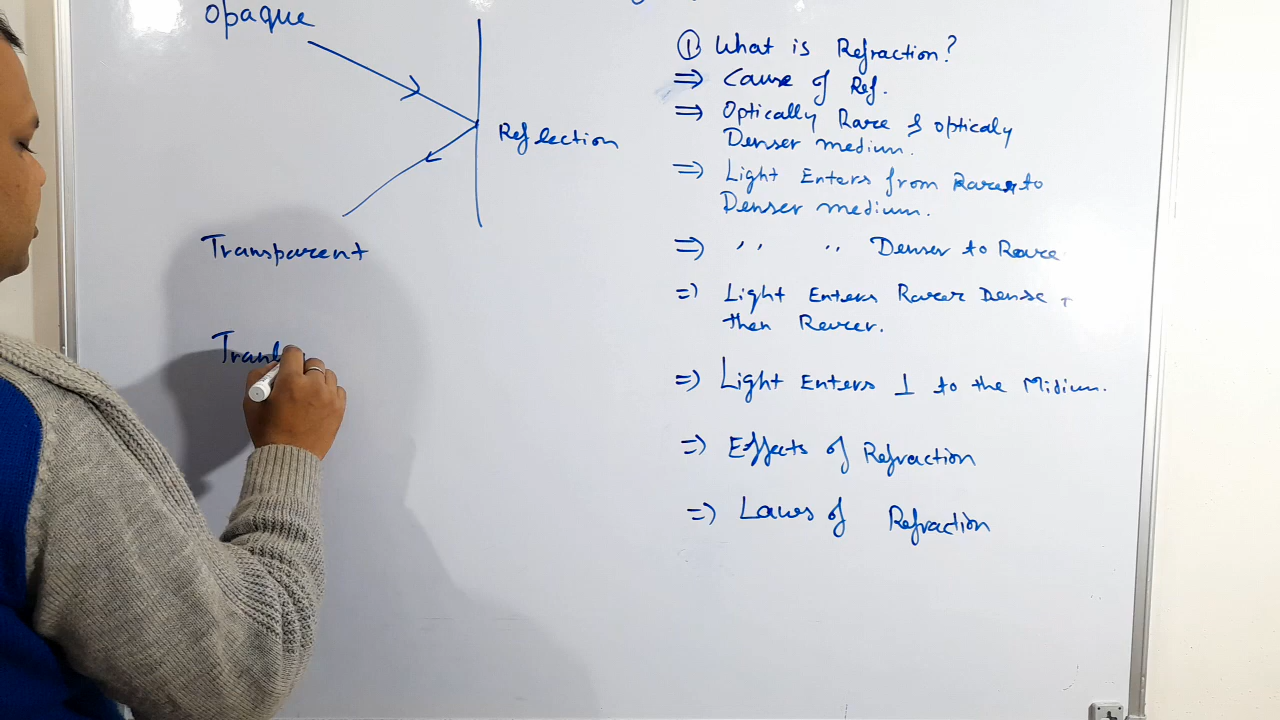 opaque
Reflection
Transparent
Tran
① What is Refraction?
⇒ Cause of Ref.
⇒ Optically Rare & opticaly
Denser medium.
⇒ Light Enters from Rarer to
Denser medium.
⇒ ,, ,, Denser to Rare
⇒ Light Enters Rarer Dense
then Rarer.
⇒ Light Enters ⊥ to the Midium.
⇒ Effects of Refraction
⇒ Laws of Refraction